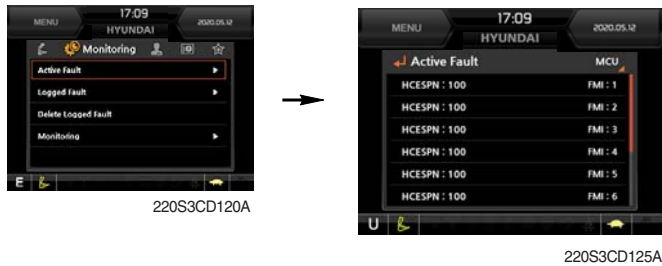 MENU
17:09
2020.05.12
HYUNDAI
Monitoring
Active Fault
Logged Fault
Delete Logged Fault
Monitoring
E
220S3CD120A
MENU
17:09
2020.05.12
HYUNDAI
Active Fault MCU
HCESPN : 100 FMI : 1
HCESPN : 100 FMI : 2
HCESPN : 100 FMI : 3
HCESPN : 100 FMI : 4
HCESPN : 100 FMI : 5
HCESPN : 100 FMI : 6
U
220S3CD125A